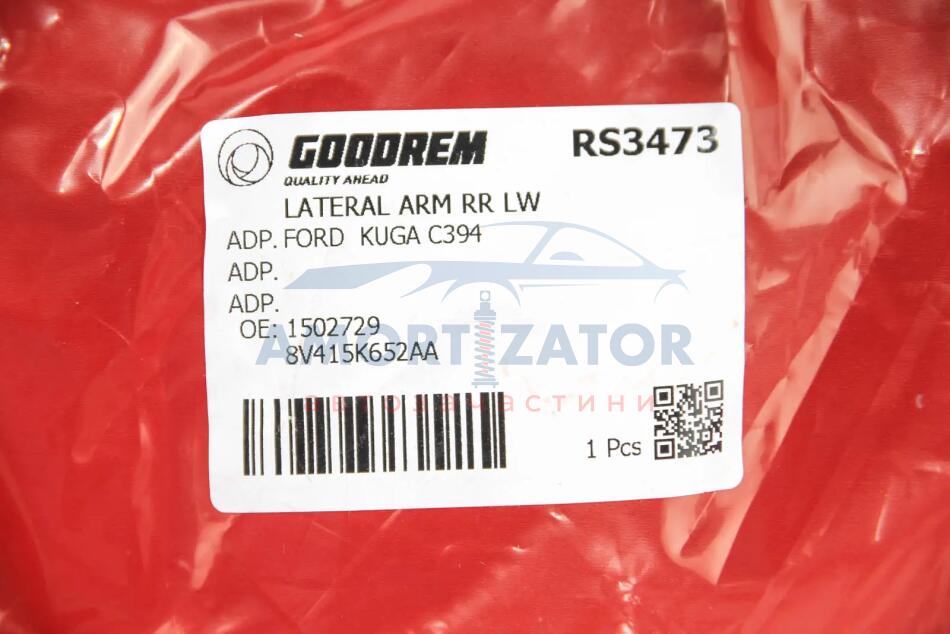 GOODREM
RS3473
QUALITY AHEAD
LATERAL ARM RR LW
ADP. FORD KUGA C394
ADP.
ADP.
OE: 1502729
8V415K652AA
AMORTIZATOR
автозапчастини
1 Pcs